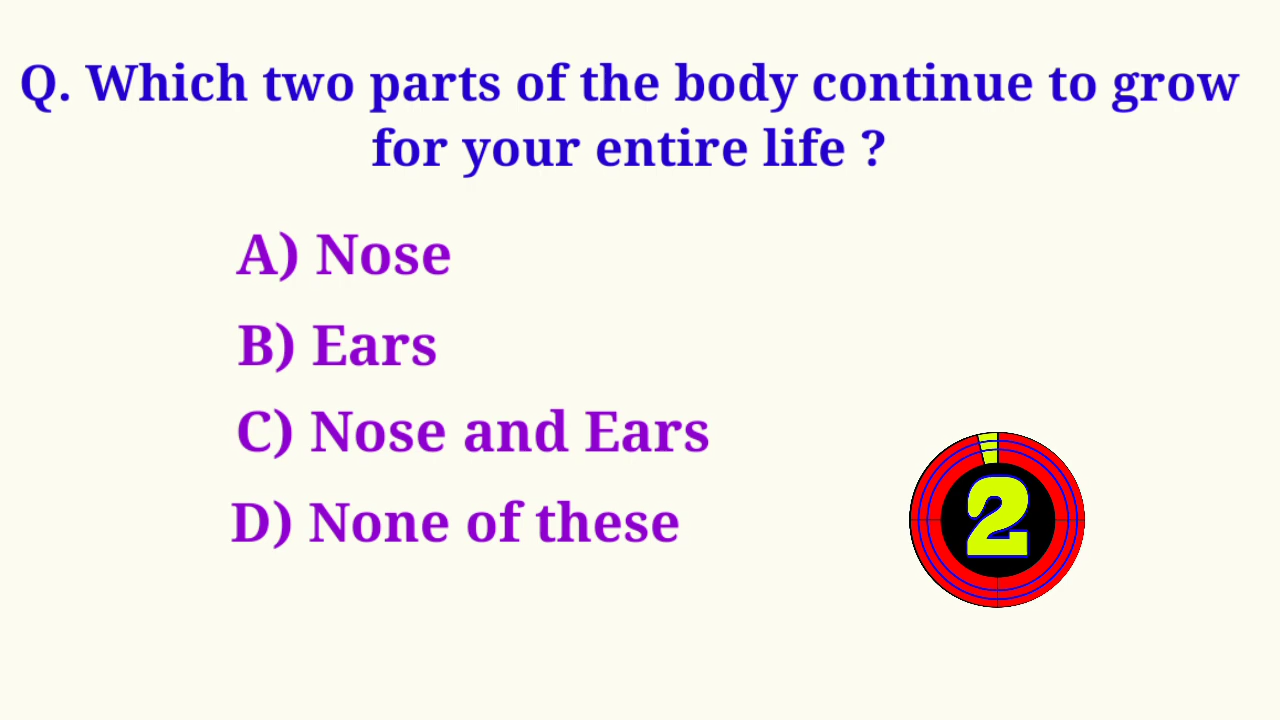 Q. Which two parts of the body continue to grow
for your entire life ?
A) Nose
B) Ears
C) Nose and Ears
D) None of these
2